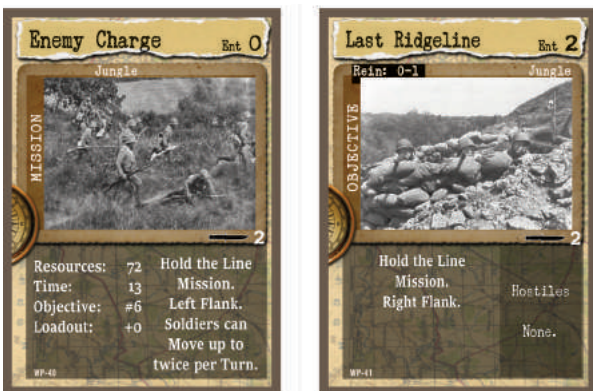 Enemy Charge Ent 0
Jungle
MISSION
2
Resources: 72
Time: 13
Objective: #6
Loadout: +0
Hold the Line
Mission.
Left Flank.
Soldiers can
Move up to
twice per Turn.
WP-40
Last Ridgeline Ent 2
Rein: 0-1 Jungle
OBJECTIVE
2
Hold the Line
Mission.
Right Flank.
Hostiles
None.
WP-41